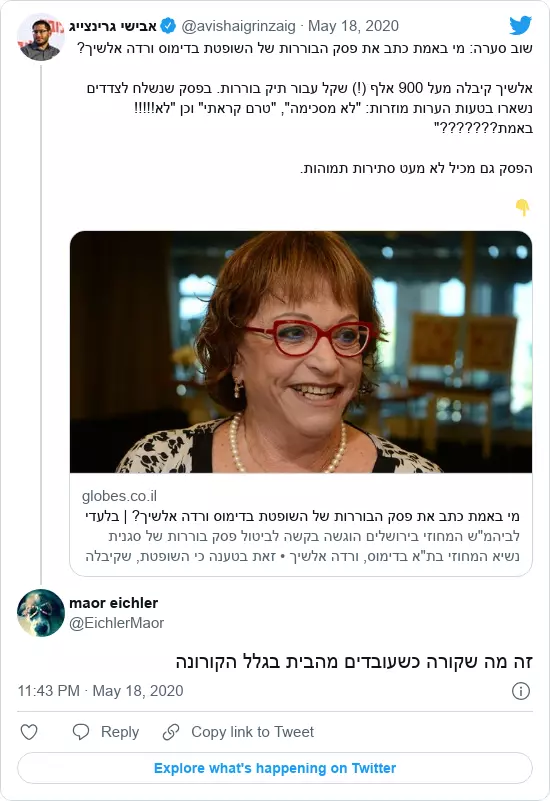 אבישי גרינצייג @avishaigrinzaig · May 18, 2020
שוב סערה: מי באמת כתב את פסק הבוררות של השופטת בדימוס ורדה אלשיך?
אלשיך קיבלה מעל 900 אלף (!) שקל עבור תיק בוררות. בפסק שנשלח לצדדים
נשארו בטעות הערות מוזרות: "לא מסכימה", "טרם קראתי" וכן "לא!!!!!
באמת???????"
הפסק גם מכיל לא מעט סתירות תמוהות.
👇
globes.co.il
מי באמת כתב את פסק הבוררות של השופטת בדימוס ורדה אלשיך? | בלעדי
לביהמ"ש המחוזי בירושלים הוגשה בקשה לביטול פסק בוררות של סגנית
נשיא המחוזי בת"א בדימוס, ורדה אלשיך • זאת בטענה כי השופטת, שקיבלה
maor eichler
@EichlerMaor
זה מה שקורה כשעובדים מהבית בגלל הקורונה
11:43 PM · May 18, 2020
Reply
Copy link to Tweet
Explore what's happening on Twitter